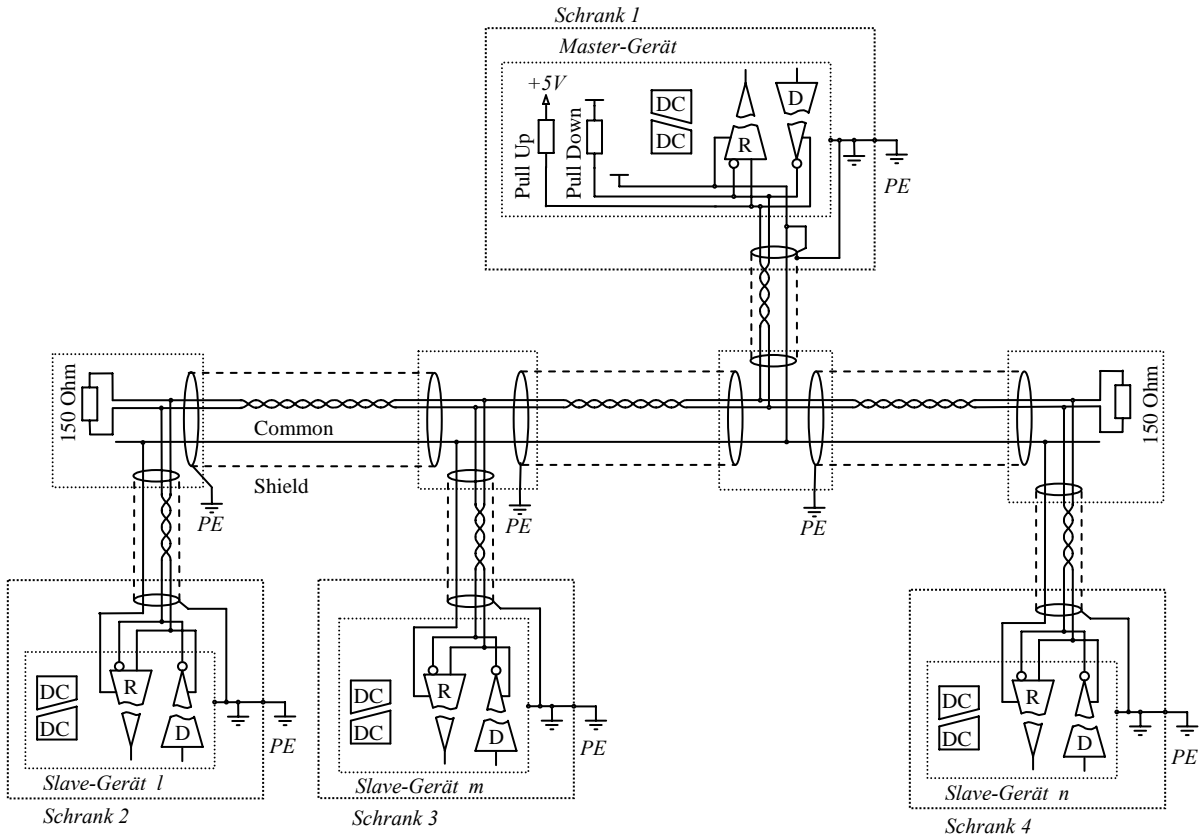 Schrank 1
Master-Gerät
+5V
Pull Up
Pull Down
DC
DC
R
D
PE
150 Ohm
Common
Shield
150 Ohm
PE
PE
PE
DC
DC
R
D
PE
Slave-Gerät l
Schrank 2
DC
DC
R
D
PE
Slave-Gerät m
Schrank 3
DC
DC
R
D
PE
Slave-Gerät n
Schrank 4